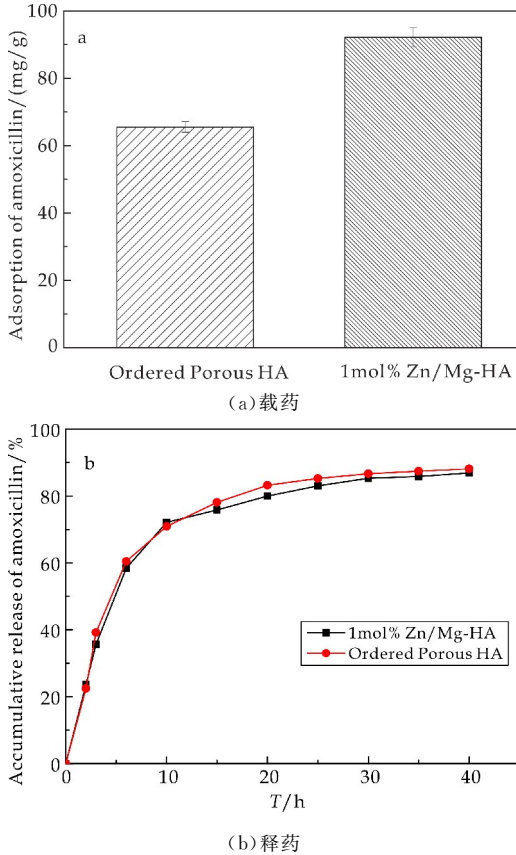 a
Adsorption of amoxicillin/(mg/g)
100
80
60
40
20
0
Ordered Porous HA
1mol% Zn/Mg-HA
(a)载药
b
Accumulative release of amoxicillin/%
100
80
60
40
20
0
1mol% Zn/Mg-HA
Ordered Porous HA
0 10 20 30 40
T/h
(b)释药